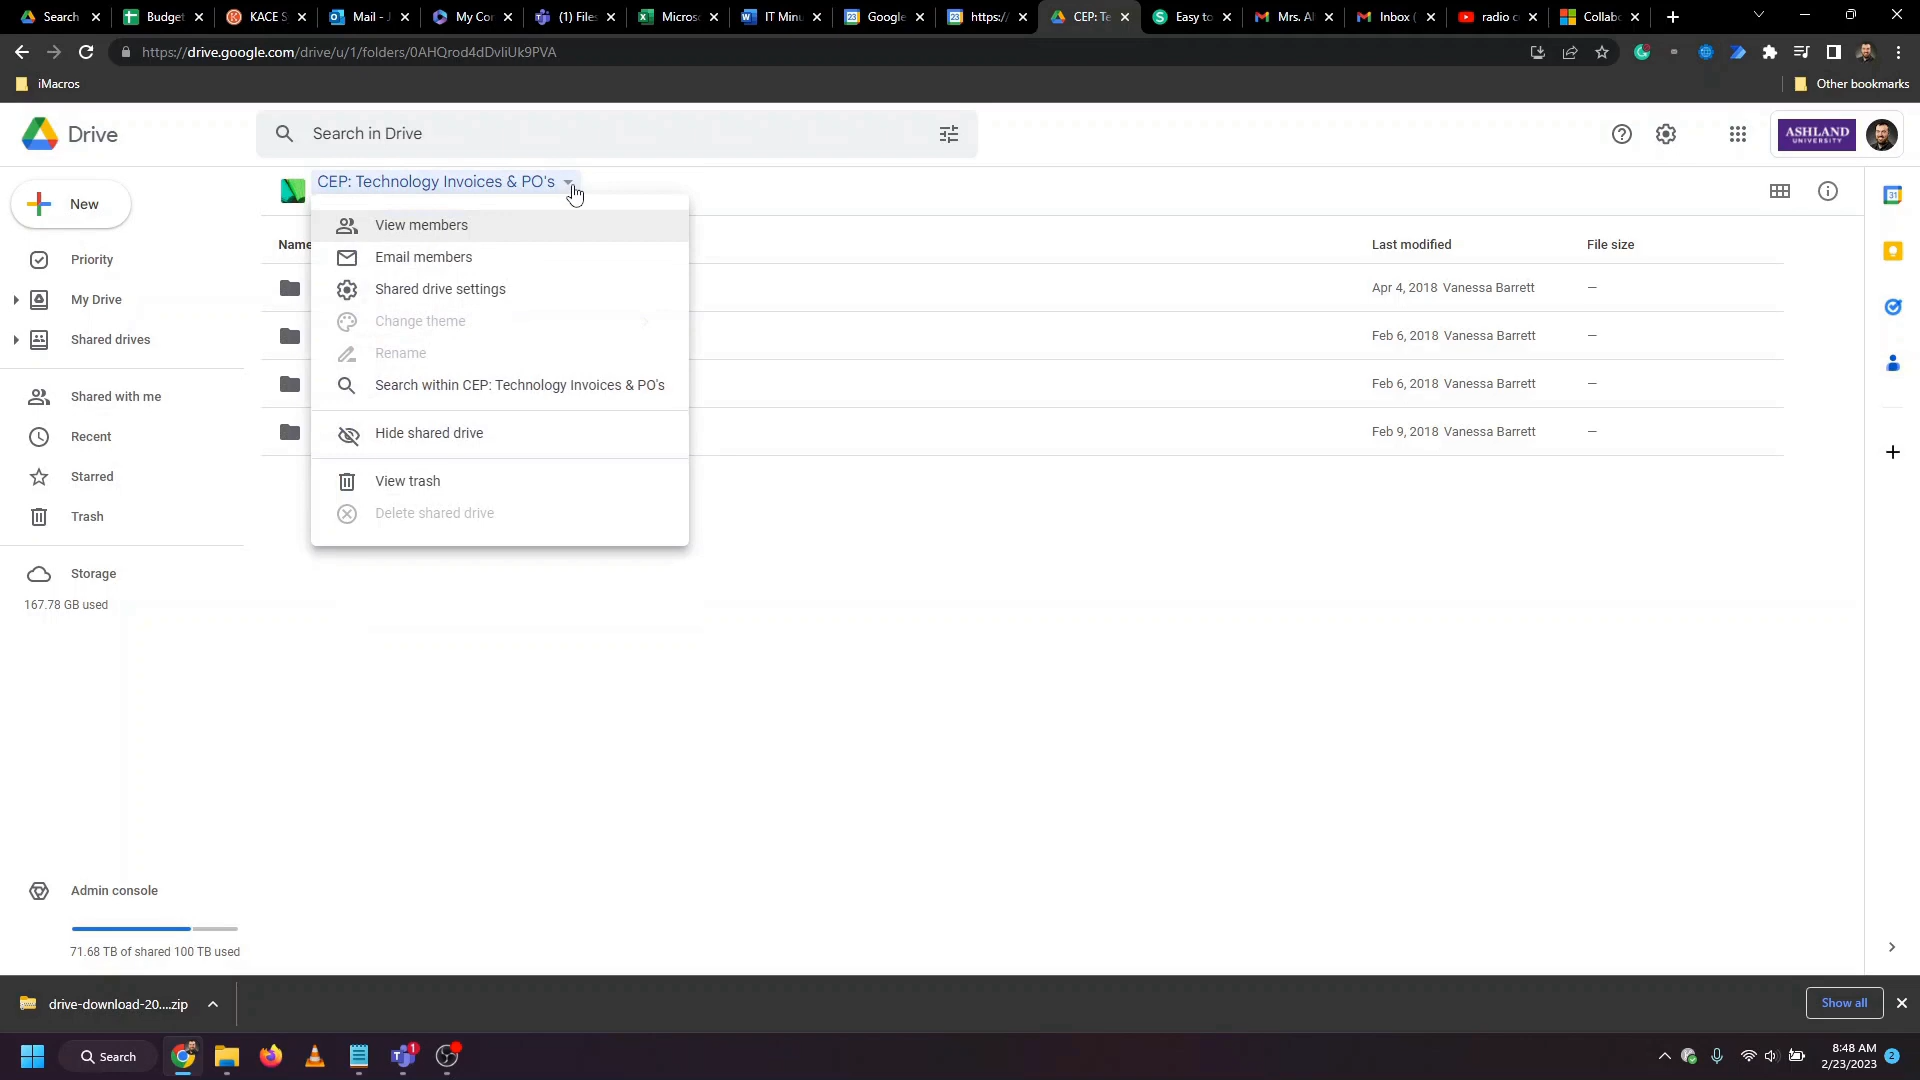 Search
Budget
KACE S
Mail - J
My Co
(1) Files
Micros
IT Minu
Google
https:/
CEP: Te
Easy to
Mrs. Al
Inbox (
radio c
Collab
https://drive.google.com/drive/u/1/folders/0AHQrod4dDvliUk9PVA
iMacros
Other bookmarks
Drive
Search in Drive
ASHLAND
UNIVERSITY
New
CEP: Technology Invoices & PO's
Priority
My Drive
Shared drives
Shared with me
Recent
Starred
Trash
Storage
167.78 GB used
Admin console
71.68 TB of shared 100 TB used
View members
Email members
Shared drive settings
Change theme
Rename
Search within CEP: Technology Invoices & PO's
Hide shared drive
View trash
Delete shared drive
Name
Last modified
File size
Apr 4, 2018 Vanessa Barrett
—
Feb 6, 2018 Vanessa Barrett
—
Feb 6, 2018 Vanessa Barrett
—
Feb 9, 2018 Vanessa Barrett
—
31
drive-download-20....zip
Show all
Search
1
8:48 AM
2/23/2023
2